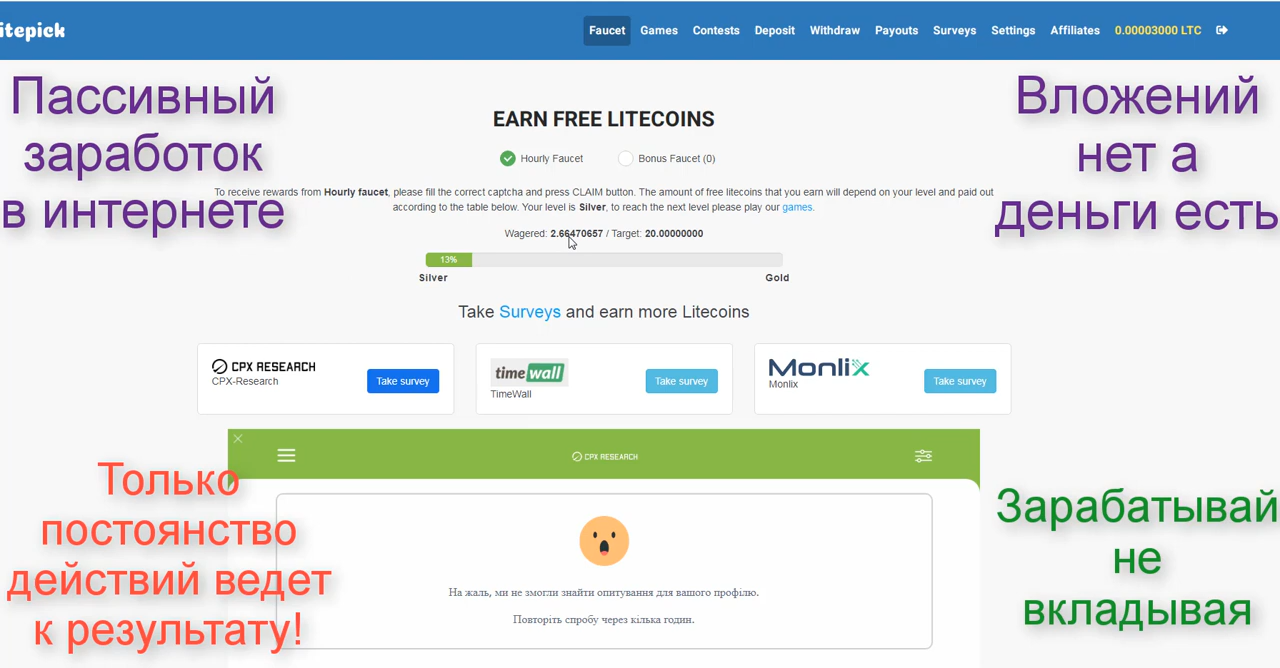 itepick
Faucet Games Contests Deposit Withdraw Payouts Surveys Settings Affiliates 0.00003000 LTC
Пассивный
заработок
в интернете
Вложений
нет а
деньги есть
EARN FREE LITECOINS
Hourly Faucet Bonus Faucet (0)
To receive rewards from Hourly faucet, please fill the correct captcha and press CLAIM button. The amount of free litecoins that you earn will depend on your level and paid out
according to the table below. Your level is Silver, to reach the next level please play our games.
Wagered: 2.66470657 / Target: 20.00000000
13%
Silver Gold
Take Surveys and earn more Litecoins
CPX RESEARCH
CPX-Research
Take survey
timewall
TimeWall
Take survey
Monlix
Monlix
Take survey
CPX RESEARCH
Только
постоянство
действий ведет
к результату!
На жаль, ми не змогли знайти опитування для вашого профілю.
Повторіть спробу через кілька годин.
Зарабатывай
не
вкладывая